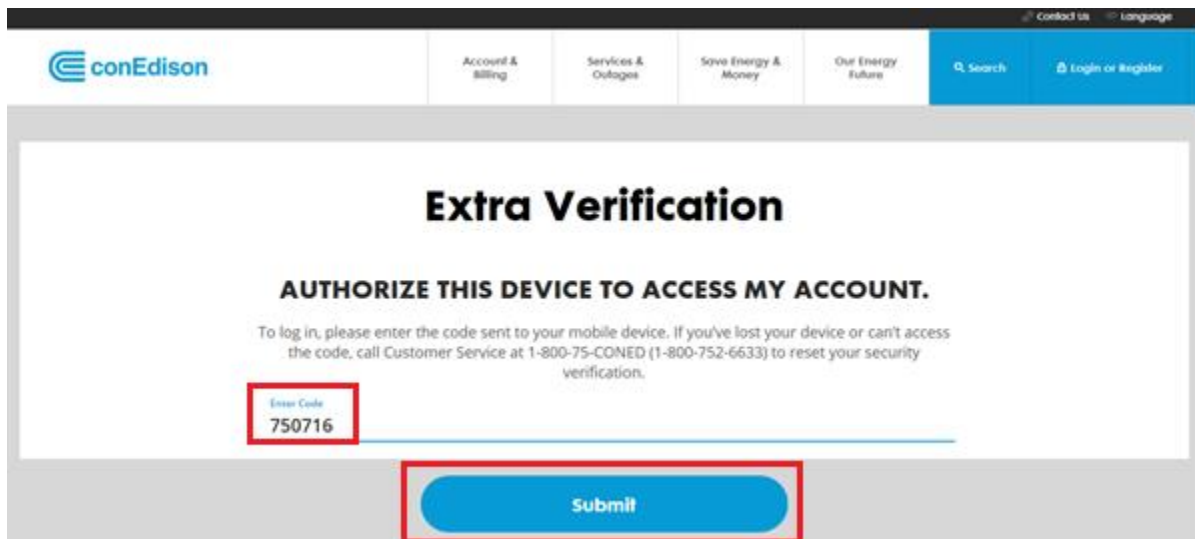 Contact Us Language
conEdison
Account & Billing
Services & Outages
Save Energy & Money
Our Energy Future
Search
Login or Register
Extra Verification
AUTHORIZE THIS DEVICE TO ACCESS MY ACCOUNT.
To log in, please enter the code sent to your mobile device. If you've lost your device or can't access
the code, call Customer Service at 1-800-75-CONED (1-800-752-6633) to reset your security
verification.
Enter Code
750716
Submit